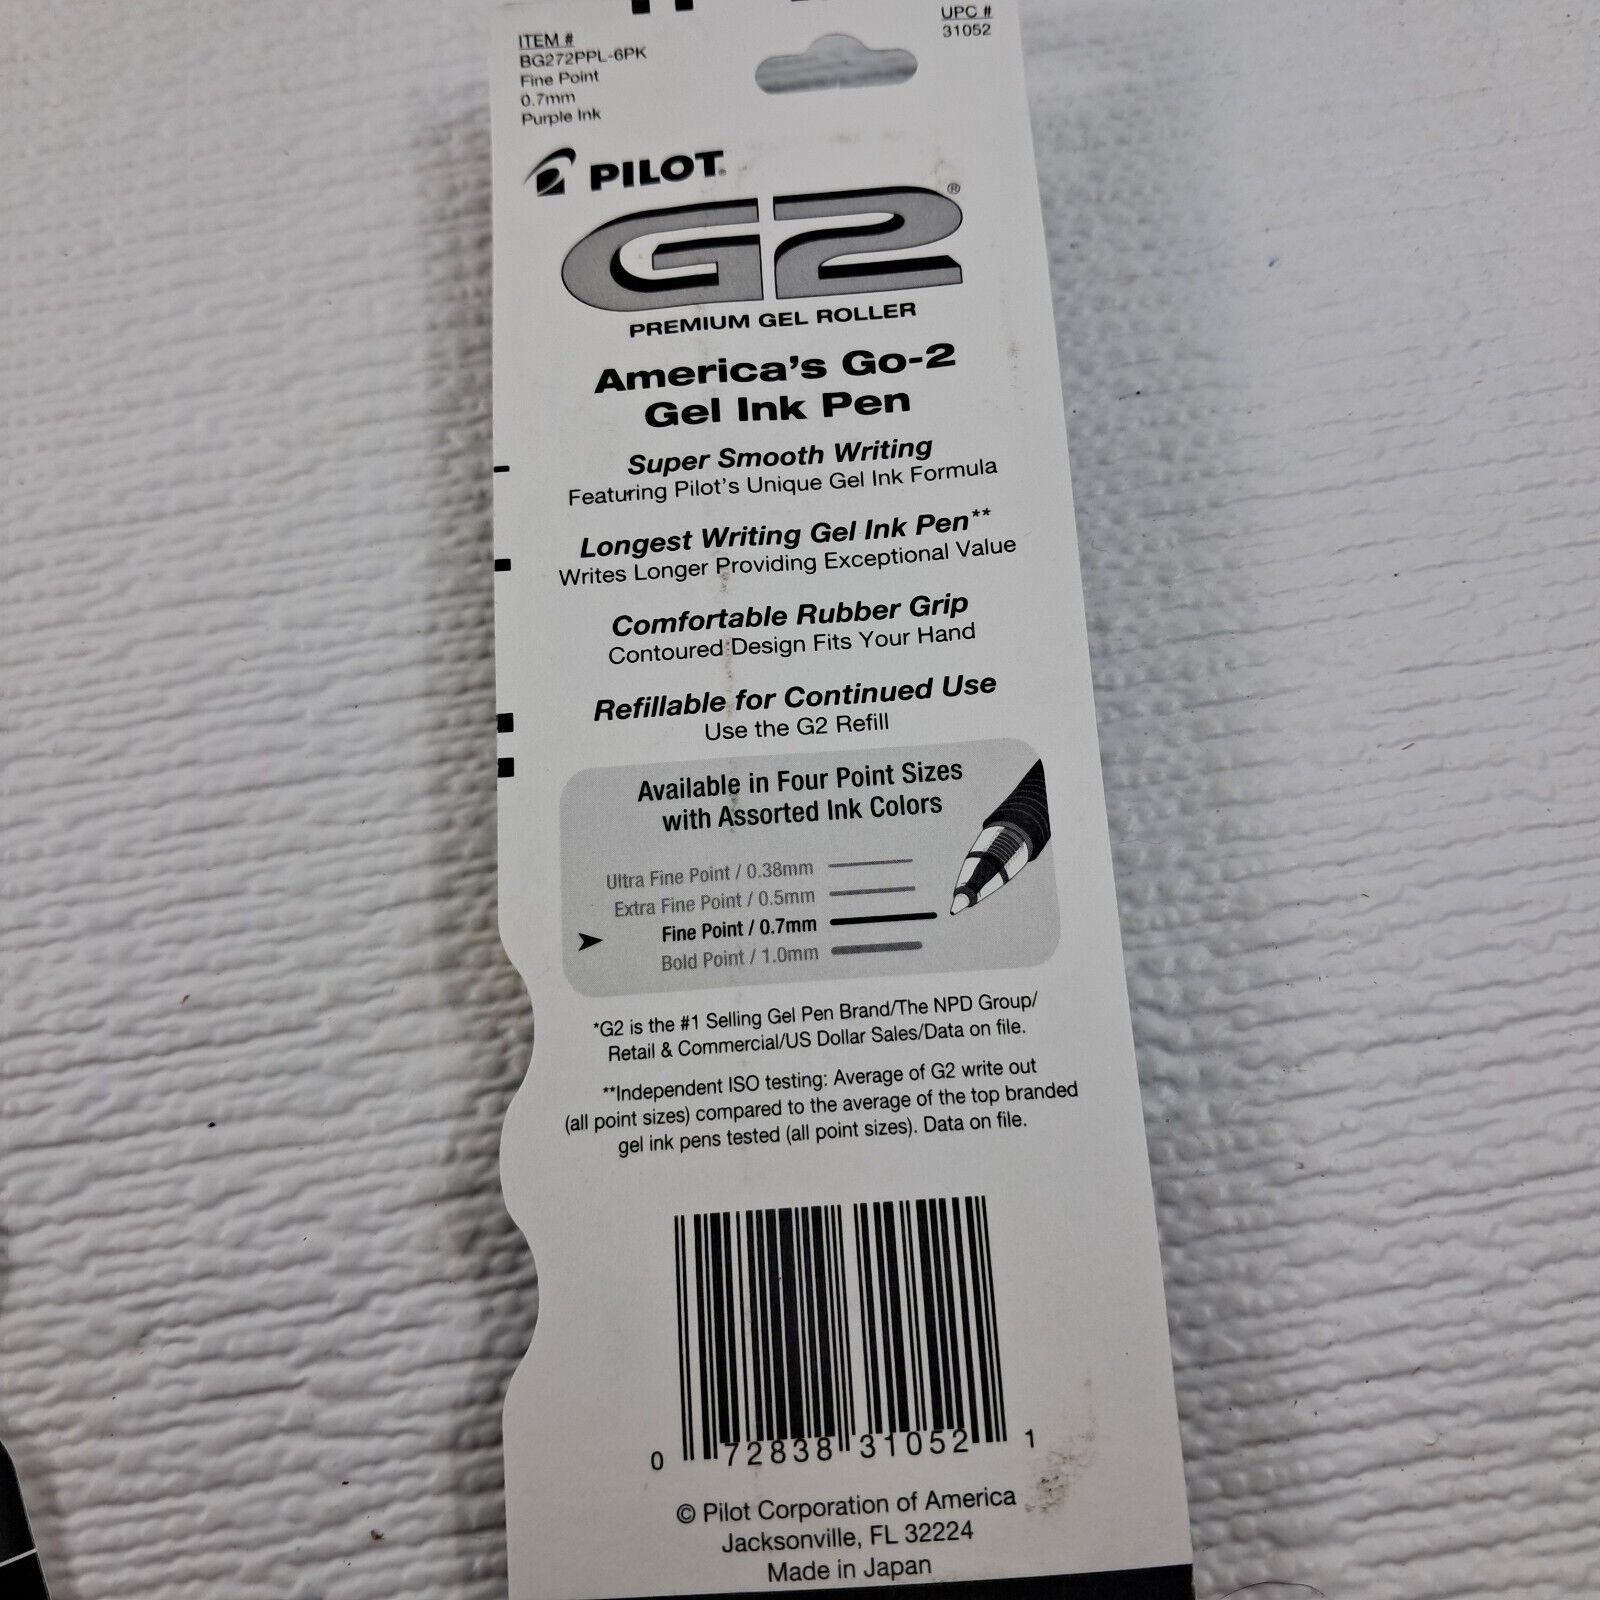 ITEM #
BG272PPL-6PK
Fine Point
0.7mm
Purple Ink
UPC #
31052
PILOT
G2®
PREMIUM GEL ROLLER
America's Go-2
Gel Ink Pen
Super Smooth Writing
Featuring Pilot's Unique Gel Ink Formula
Longest Writing Gel Ink Pen**
Writes Longer Providing Exceptional Value
Comfortable Rubber Grip
Contoured Design Fits Your Hand
Refillable for Continued Use
Use the G2 Refill
Available in Four Point Sizes
with Assorted Ink Colors
Ultra Fine Point / 0.38mm
Extra Fine Point / 0.5mm
Fine Point / 0.7mm
Bold Point / 1.0mm
*G2 is the #1 Selling Gel Pen Brand/The NPD Group/
Retail & Commercial/US Dollar Sales/Data on file.
**Independent ISO testing: Average of G2 write out
(all point sizes) compared to the average of the top branded
gel ink pens tested (all point sizes). Data on file.
0 72838 31052 1
© Pilot Corporation of America
Jacksonville, FL 32224
Made in Japan